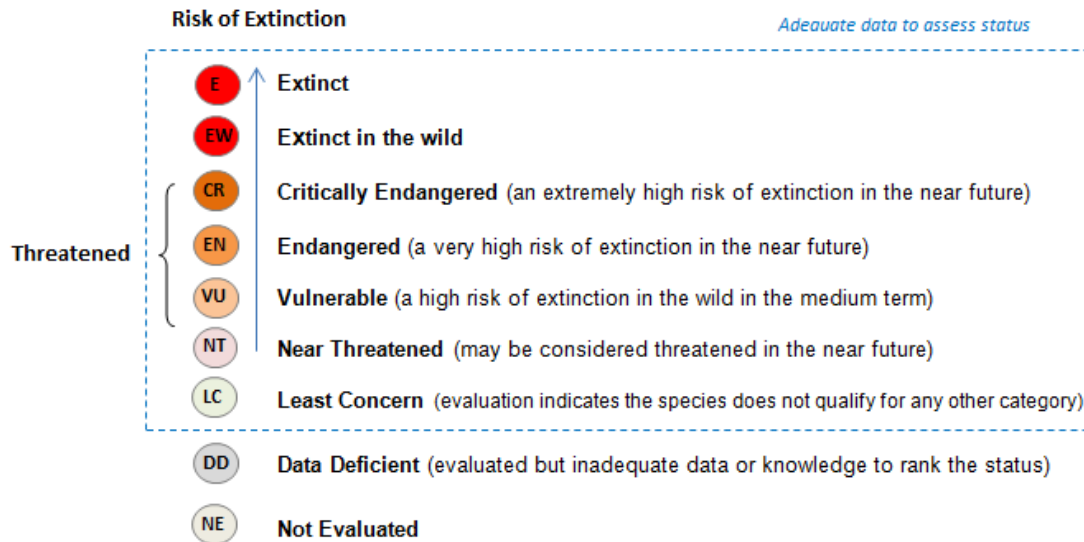 Risk of Extinction
Adequate data to assess status
E Extinct
EW Extinct in the wild
CR Critically Endangered (an extremely high risk of extinction in the near future)
Threatened
EN Endangered (a very high risk of extinction in the near future)
VU Vulnerable (a high risk of extinction in the wild in the medium term)
NT Near Threatened (may be considered threatened in the near future)
LC Least Concern (evaluation indicates the species does not qualify for any other category)
DD Data Deficient (evaluated but inadequate data or knowledge to rank the status)
NE Not Evaluated